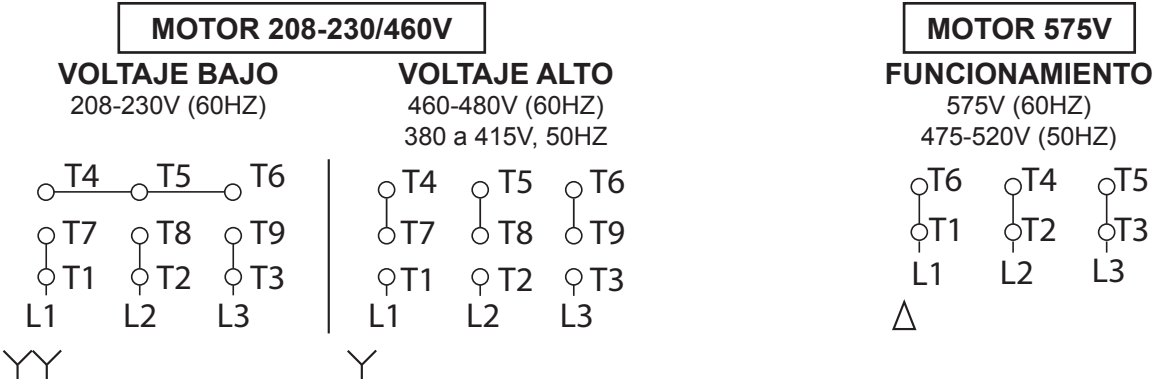 MOTOR 208-230/460V
VOLTAJE BAJO
208-230V (60HZ)
T4 T5 T6
T7 T8 T9
T1 T2 T3
L1 L2 L3
VOLTAJE ALTO
460-480V (60HZ)
380 a 415V, 50HZ
T4 T5 T6
T7 T8 T9
T1 T2 T3
L1 L2 L3
MOTOR 575V
FUNCIONAMIENTO
575V (60HZ)
475-520V (50HZ)
T6 T4 T5
T1 T2 T3
L1 L2 L3